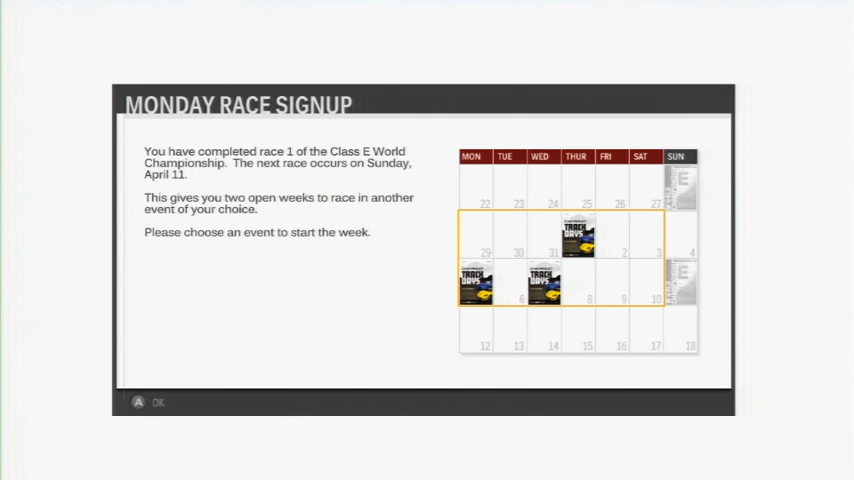 MONDAY RACE SIGNUP
You have completed race 1 of the Class E World
Championship. The next race occurs on Sunday,
April 11.
This gives you two open weeks to race in another
event of your choice.
Please choose an event to start the week.
MON TUE WED THUR FRI SAT SUN
22 23 24 25 26 27 E
29 30 31 CHEVROLET TRACK DAYS 2 3 4
CHEVROLET TRACK DAYS 6 CHEVROLET TRACK DAYS 8 9 10 E
12 13 14 15 16 17 18
A OK